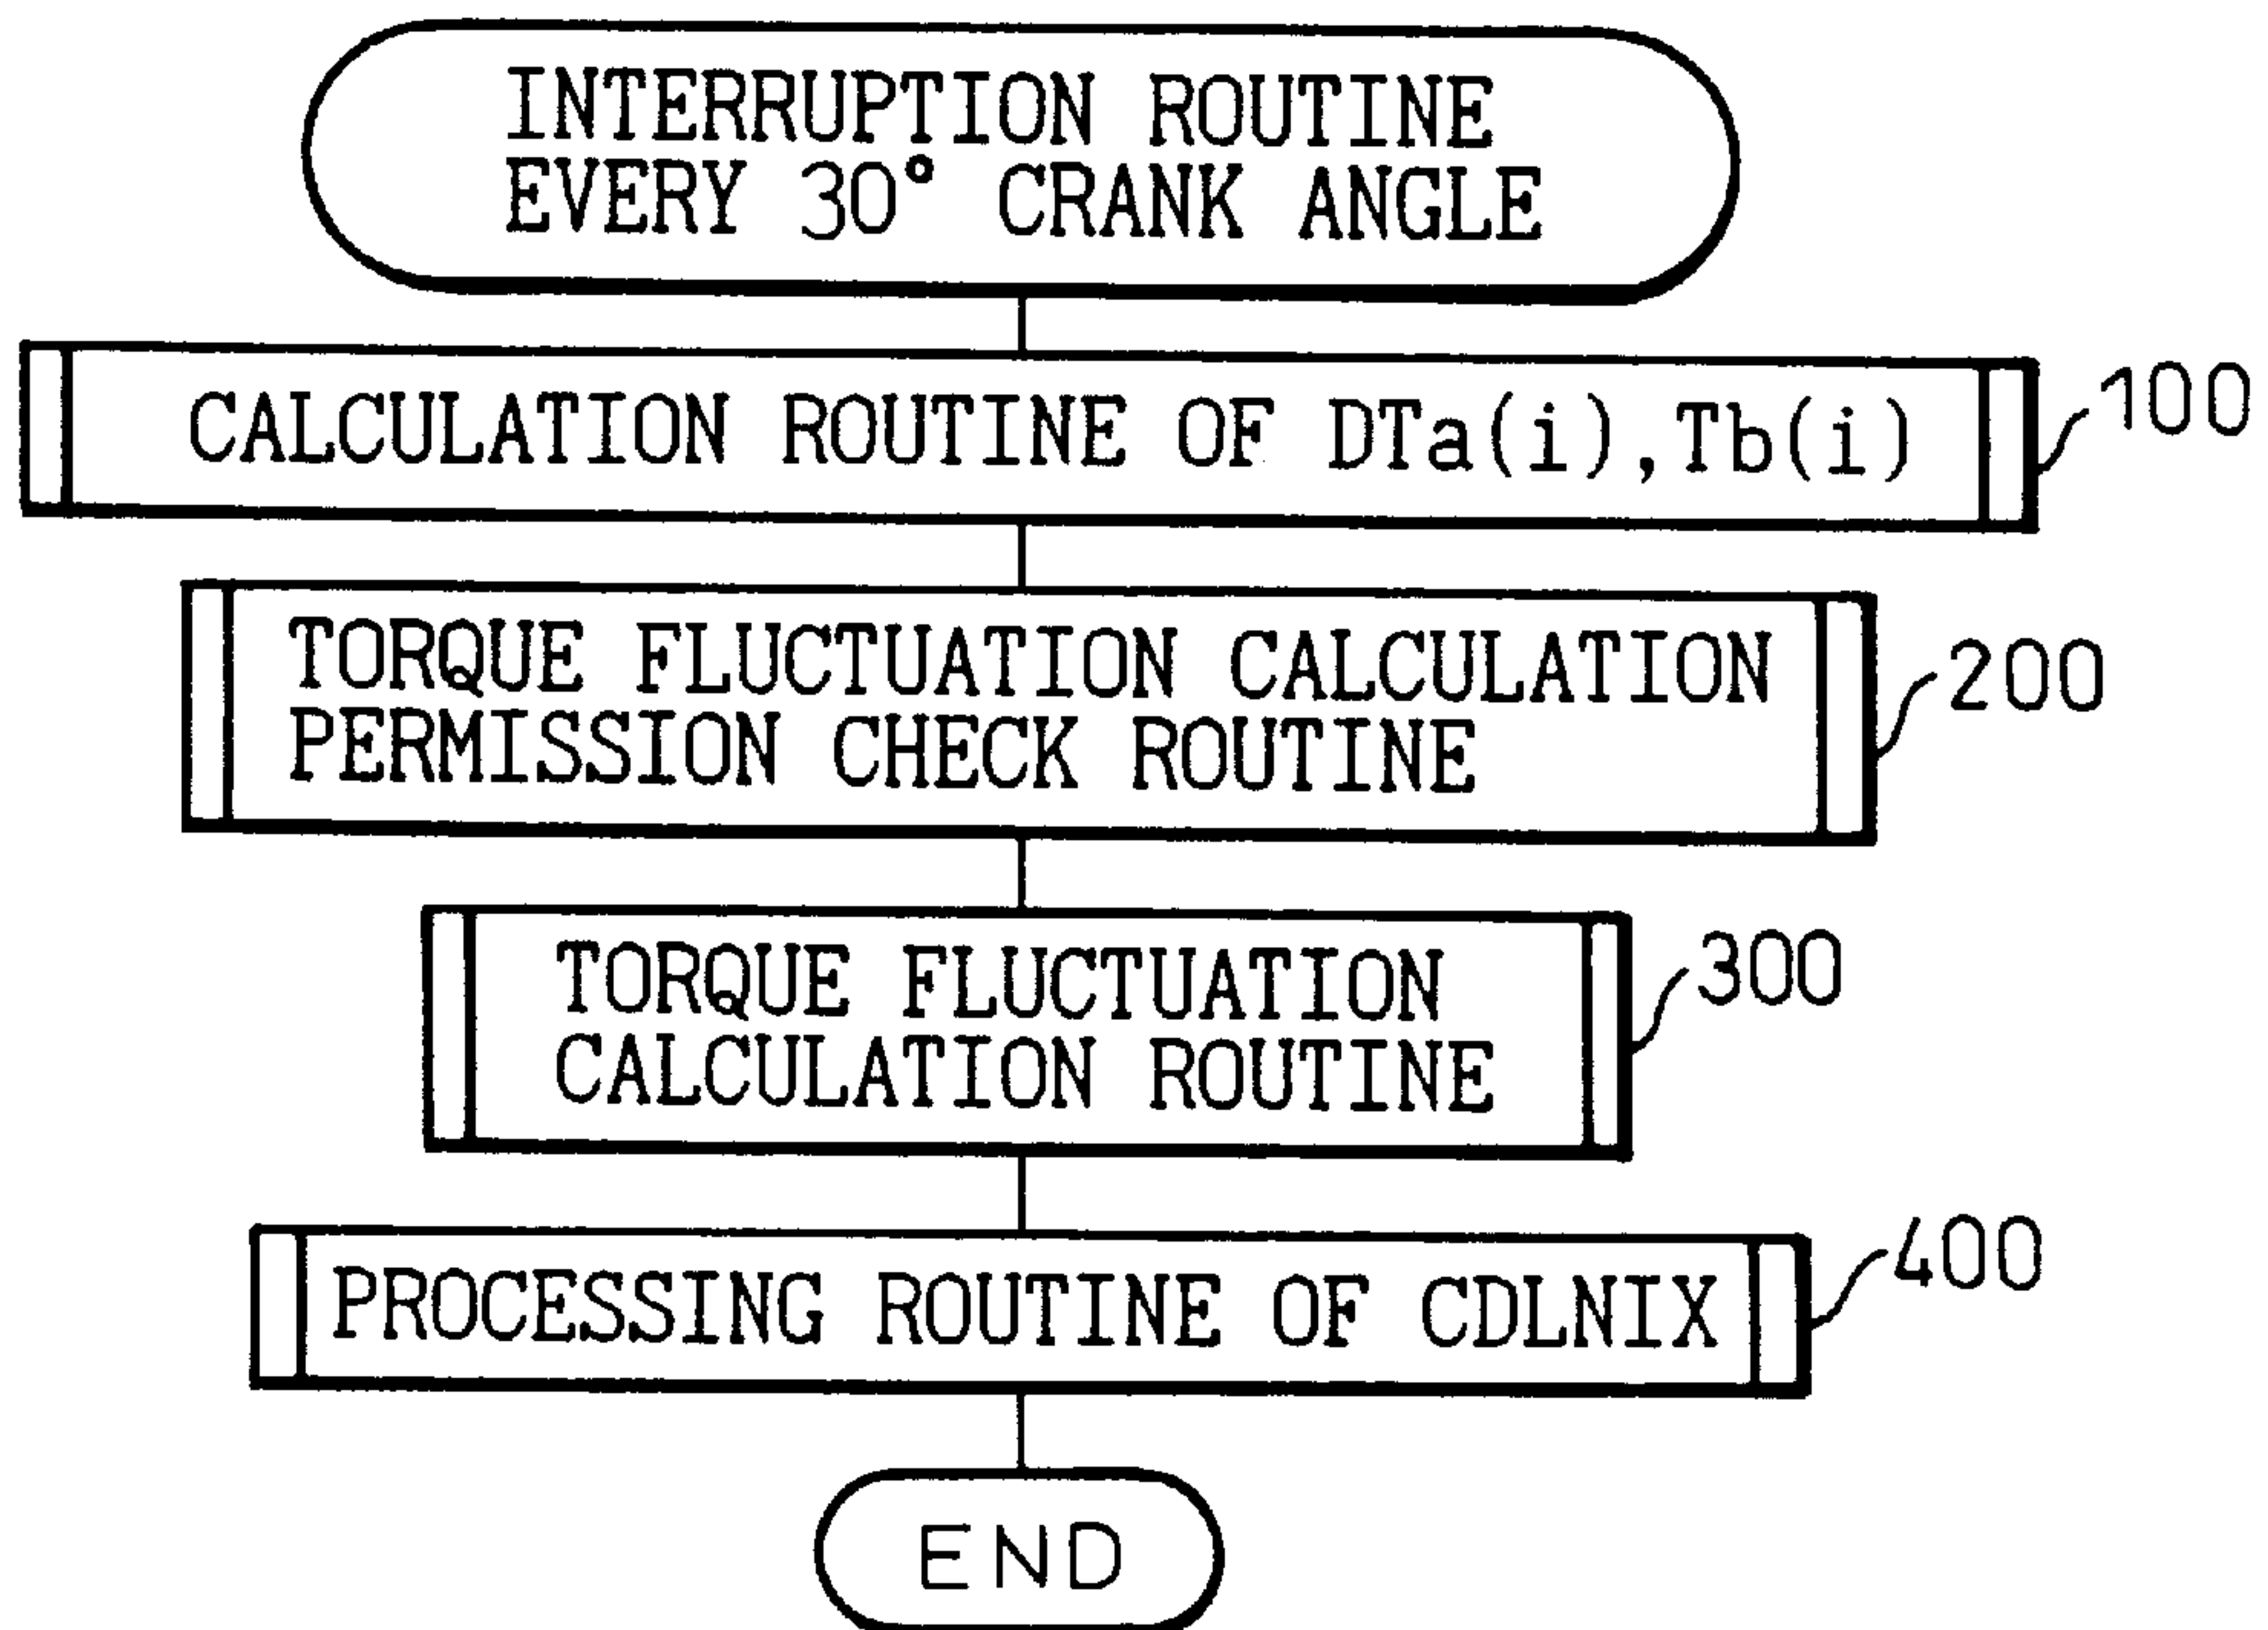 INTERRUPTION ROUTINE
EVERY 30° CRANK ANGLE
CALCULATION ROUTINE OF DTa(i),Tb(i)
100
TORQUE FLUCTUATION CALCULATION
PERMISSION CHECK ROUTINE
200
TORQUE FLUCTUATION
CALCULATION ROUTINE
300
PROCESSING ROUTINE OF CDLNIX
400
END